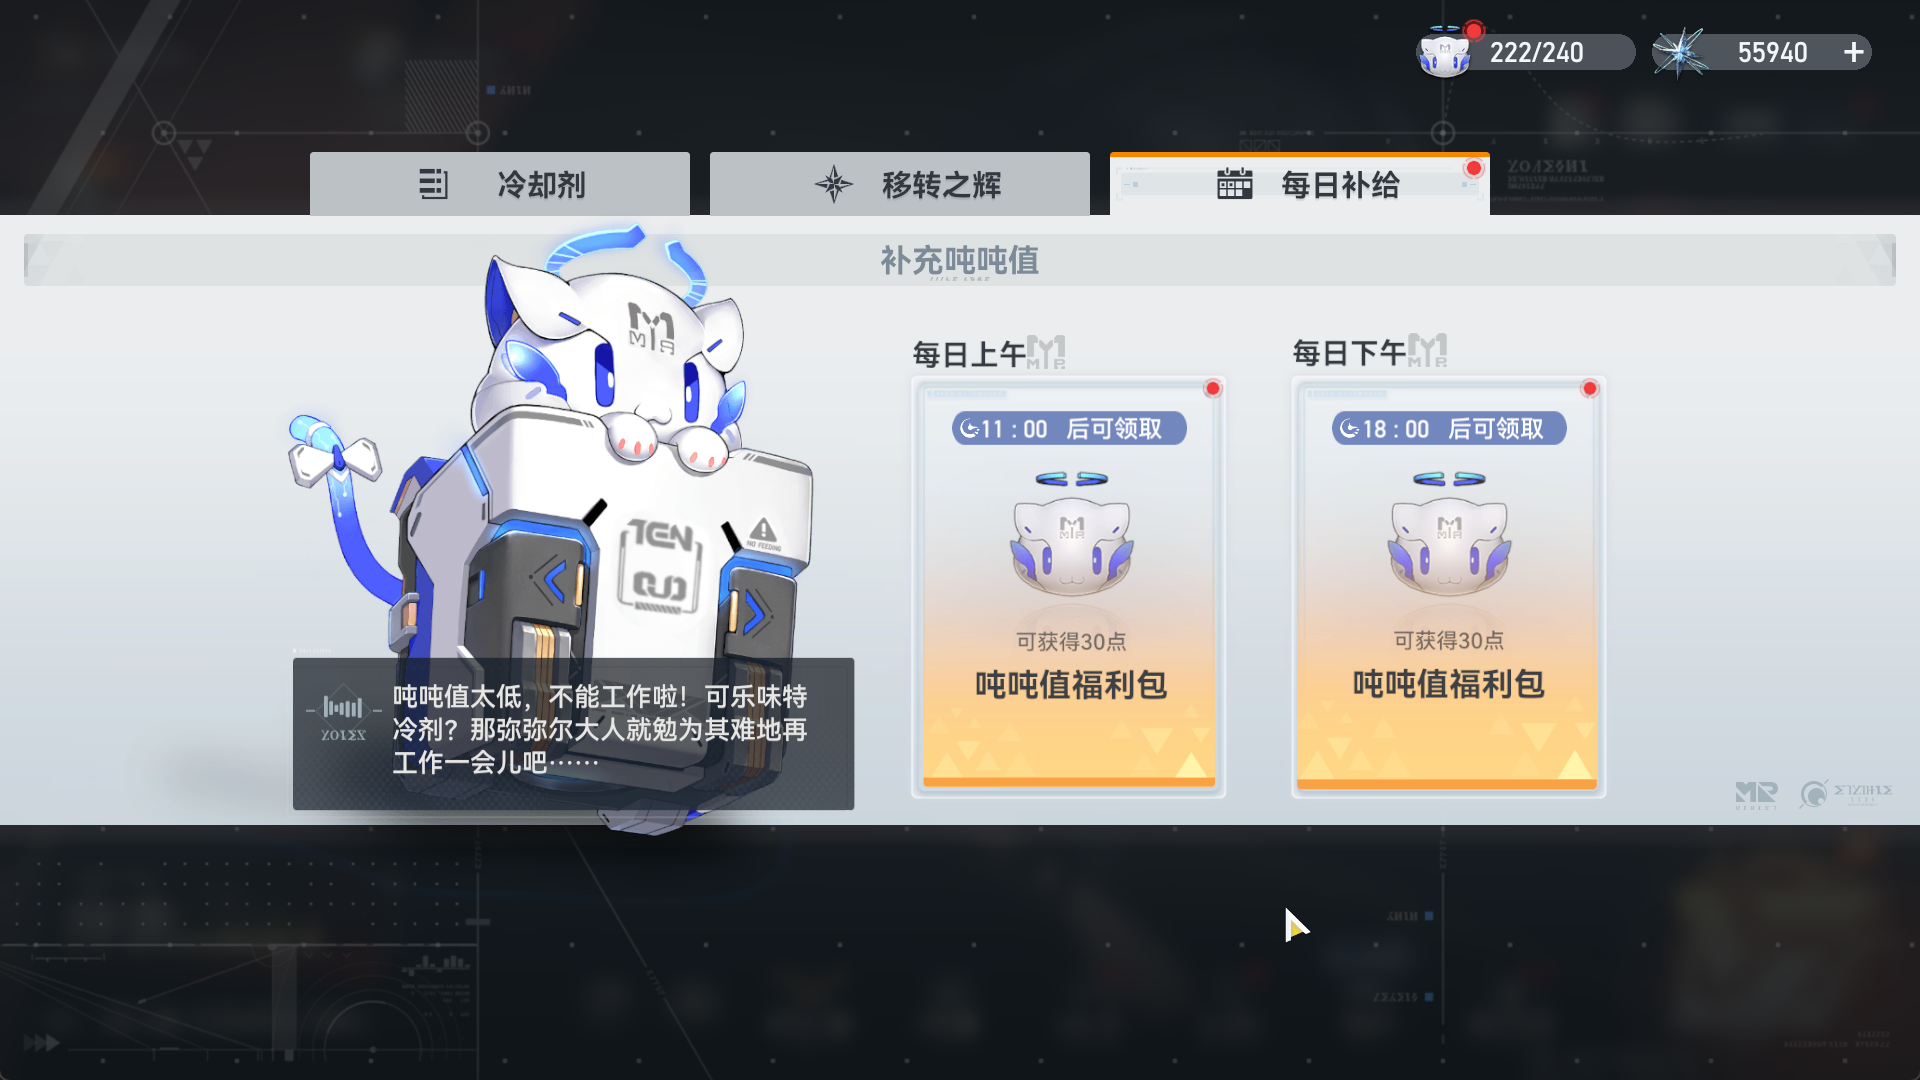 222/240
55940
冷却剂
移转之辉
每日补给
补充吨吨值
每日上午
每日下午
11:00 后可领取
18:00 后可领取
MIA
TEN
NO FEEDING
可获得30点
吨吨值福利包
可获得30点
吨吨值福利包
吨吨值太低，不能工作啦！可乐味特
冷剂？那弥弥尔大人就勉为其难地再
工作一会儿吧……